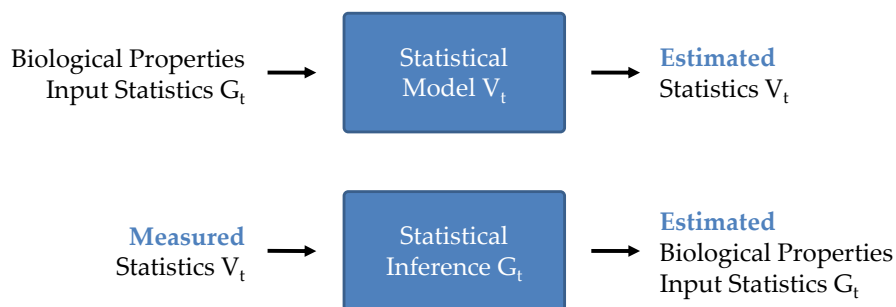 Biological Properties
Input Statistics Gₜ
Statistical
Model Vₜ
Estimated
Statistics Vₜ
Measured
Statistics Vₜ
Statistical
Inference Gₜ
Estimated
Biological Properties
Input Statistics Gₜ